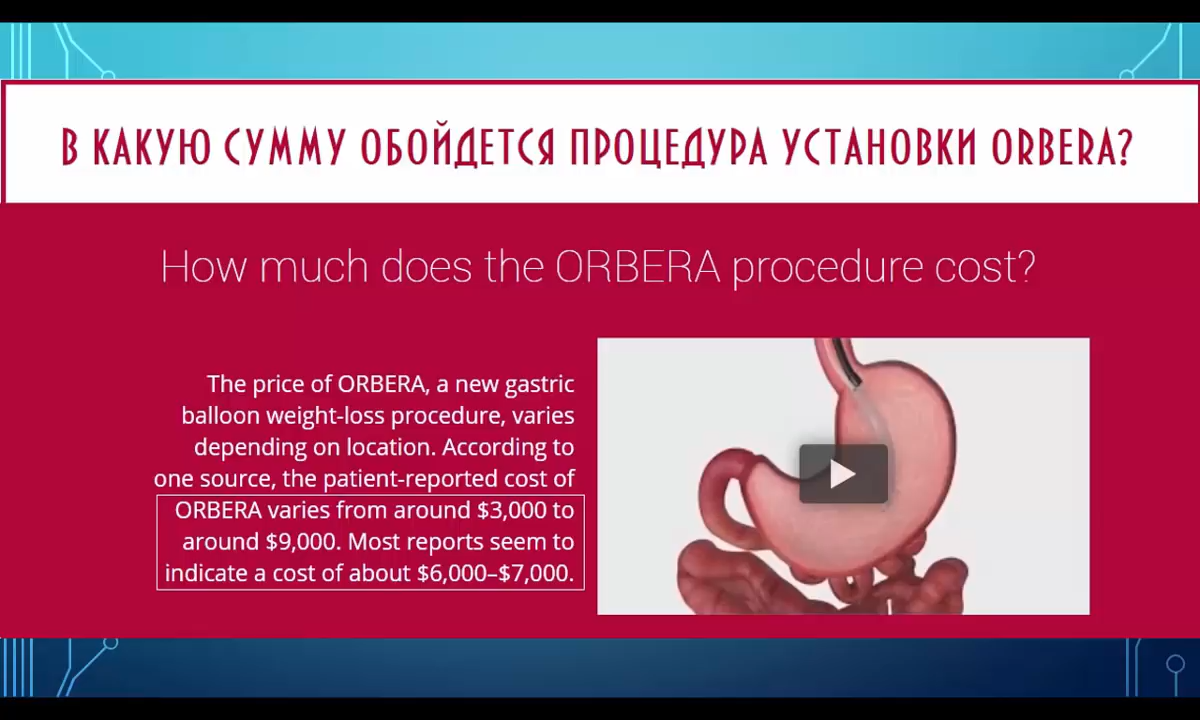 В КАКУЮ СУММУ ОБОЙДЕТСЯ ПРОЦЕДУРА УСТАНОВКИ ORBERA?
How much does the ORBERA procedure cost?
The price of ORBERA, a new gastric
balloon weight-loss procedure, varies
depending on location. According to
one source, the patient-reported cost of
ORBERA varies from around $3,000 to
around $9,000. Most reports seem to
indicate a cost of about $6,000–$7,000.